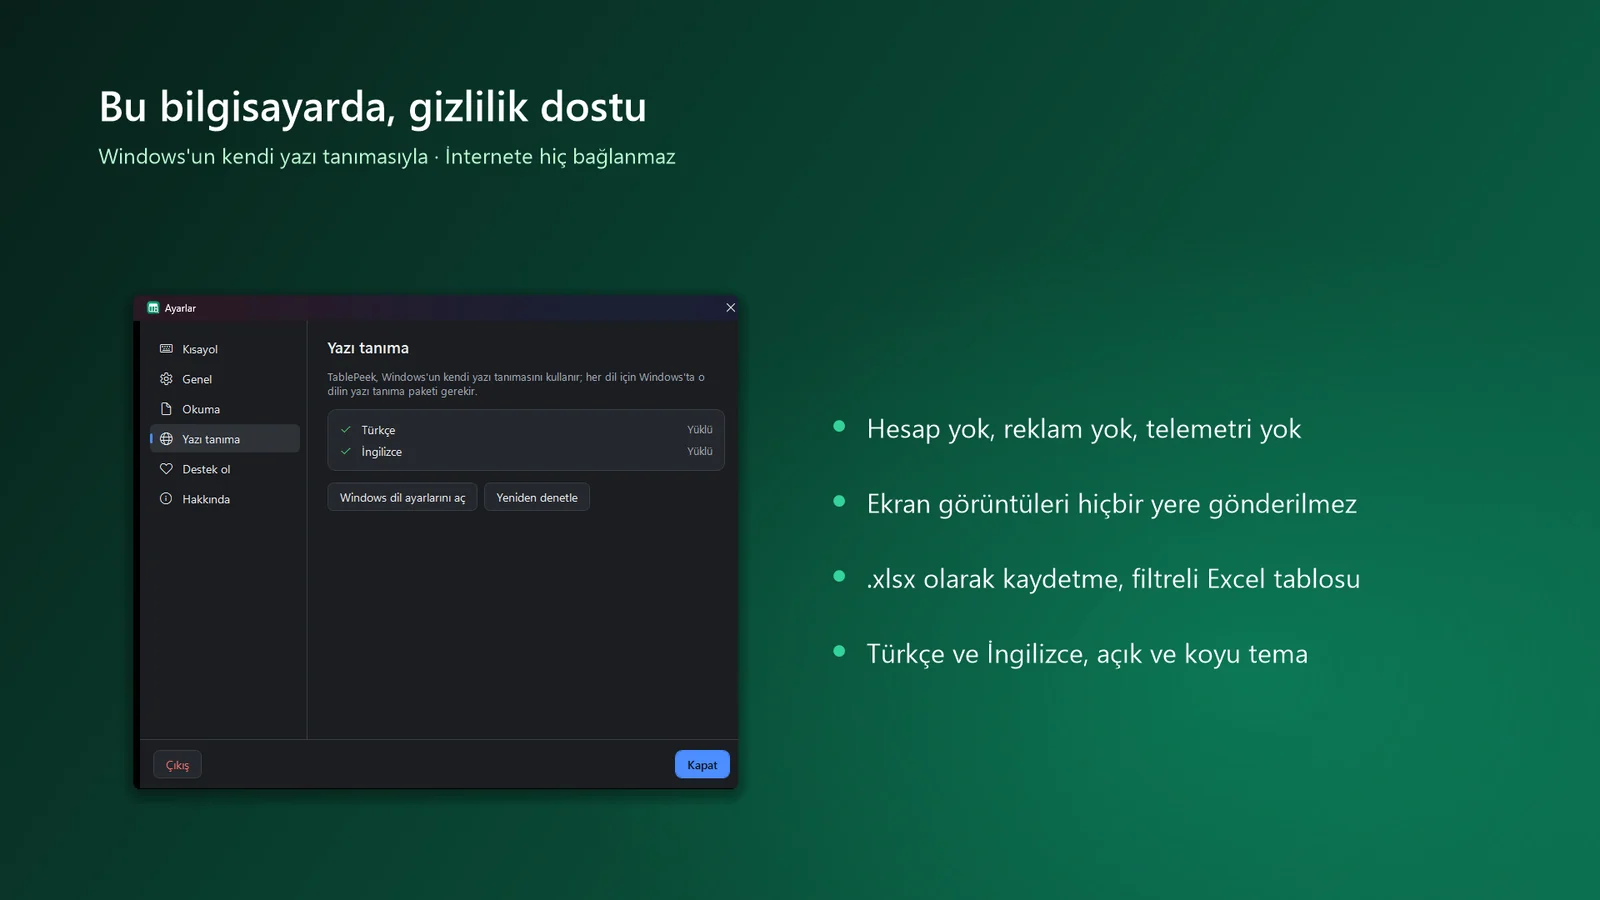 Bu bilgisayarda, gizlilik dostu
Windows'un kendi yazı tanımasıyla · İnternete hiç bağlanmaz
Ayarlar
Kısayol
Genel
Okuma
Yazı tanıma
Destek ol
Hakkında
Yazı tanıma
TablePeek, Windows'un kendi yazı tanımasını kullanır; her dil için Windows'ta o
dilin yazı tanıma paketi gerekir.
Türkçe Yüklü
İngilizce Yüklü
Windows dil ayarlarını aç Yeniden denetle
Çıkış Kapat
Hesap yok, reklam yok, telemetri yok
Ekran görüntüleri hiçbir yere gönderilmez
.xlsx olarak kaydetme, filtreli Excel tablosu
Türkçe ve İngilizce, açık ve koyu tema